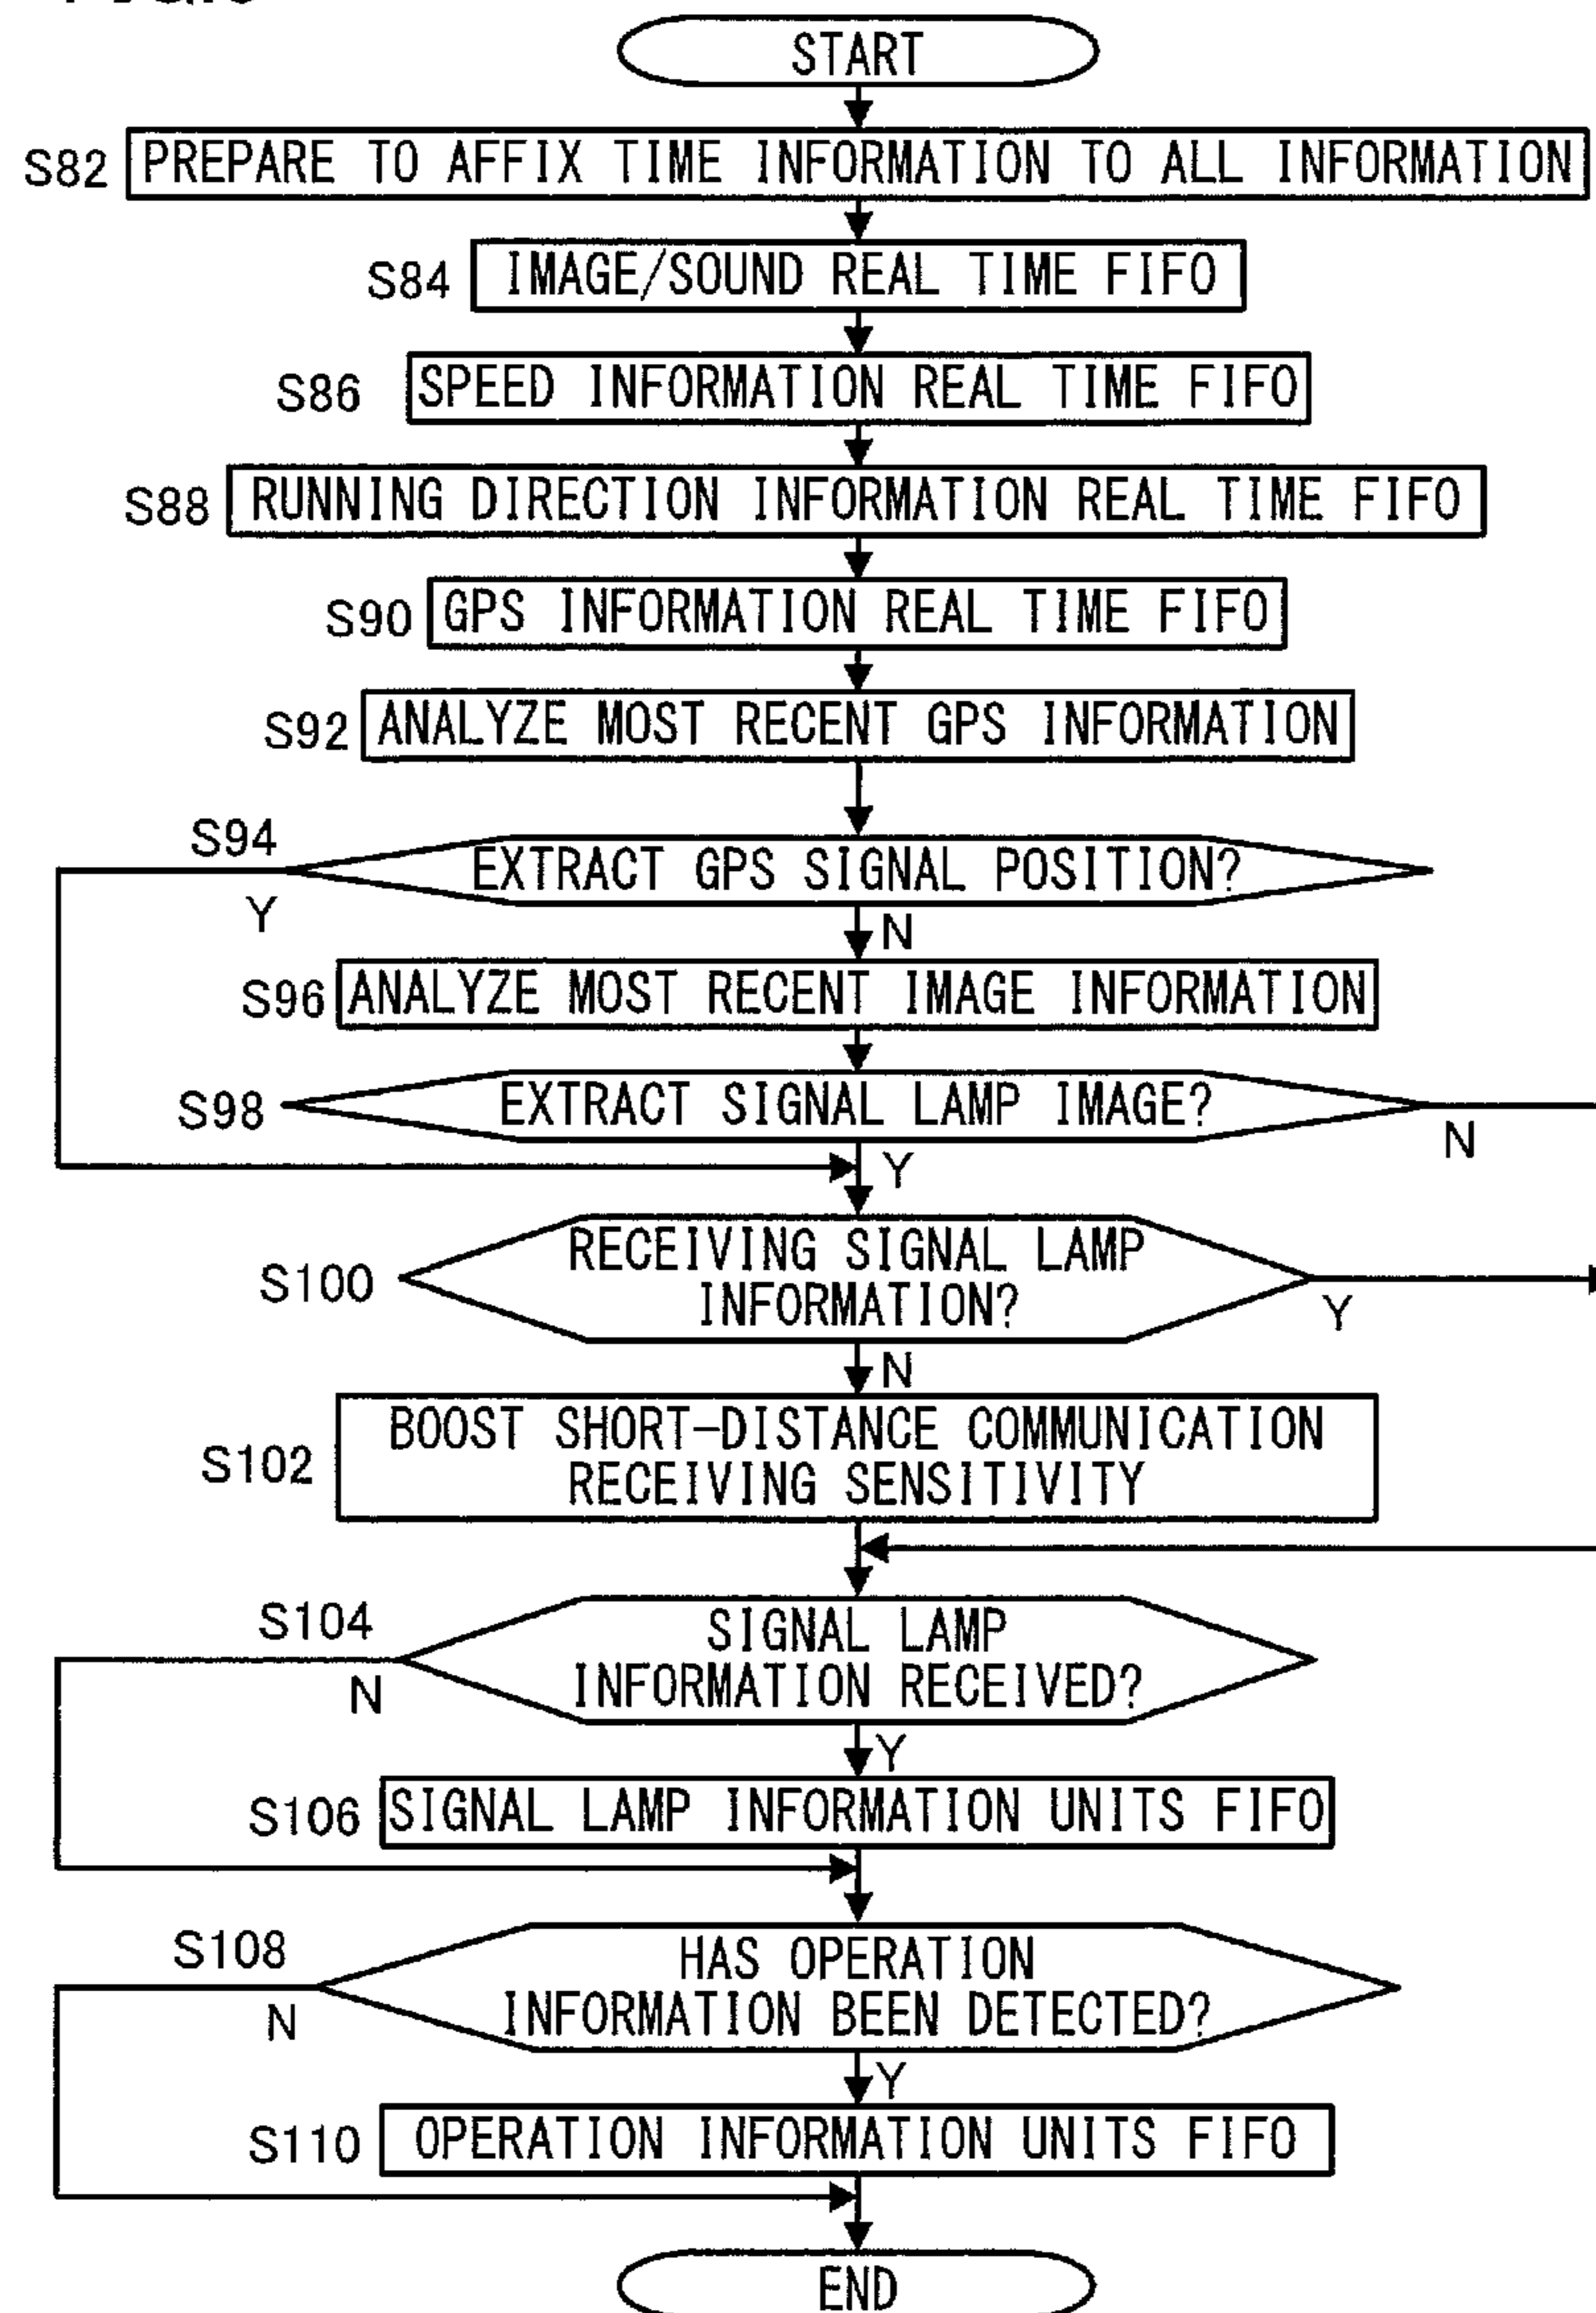 START
S82 PREPARE TO AFFIX TIME INFORMATION TO ALL INFORMATION
S84 IMAGE/SOUND REAL TIME FIFO
S86 SPEED INFORMATION REAL TIME FIFO
S88 RUNNING DIRECTION INFORMATION REAL TIME FIFO
S90 GPS INFORMATION REAL TIME FIFO
S92 ANALYZE MOST RECENT GPS INFORMATION
S94 EXTRACT GPS SIGNAL POSITION?
Y
N
S96 ANALYZE MOST RECENT IMAGE INFORMATION
S98 EXTRACT SIGNAL LAMP IMAGE?
N
Y
S100 RECEIVING SIGNAL LAMP
INFORMATION?
Y
N
S102 BOOST SHORT-DISTANCE COMMUNICATION
RECEIVING SENSITIVITY
S104 SIGNAL LAMP
INFORMATION RECEIVED?
N
Y
S106 SIGNAL LAMP INFORMATION UNITS FIFO
S108 HAS OPERATION
INFORMATION BEEN DETECTED?
N
Y
S110 OPERATION INFORMATION UNITS FIFO
END